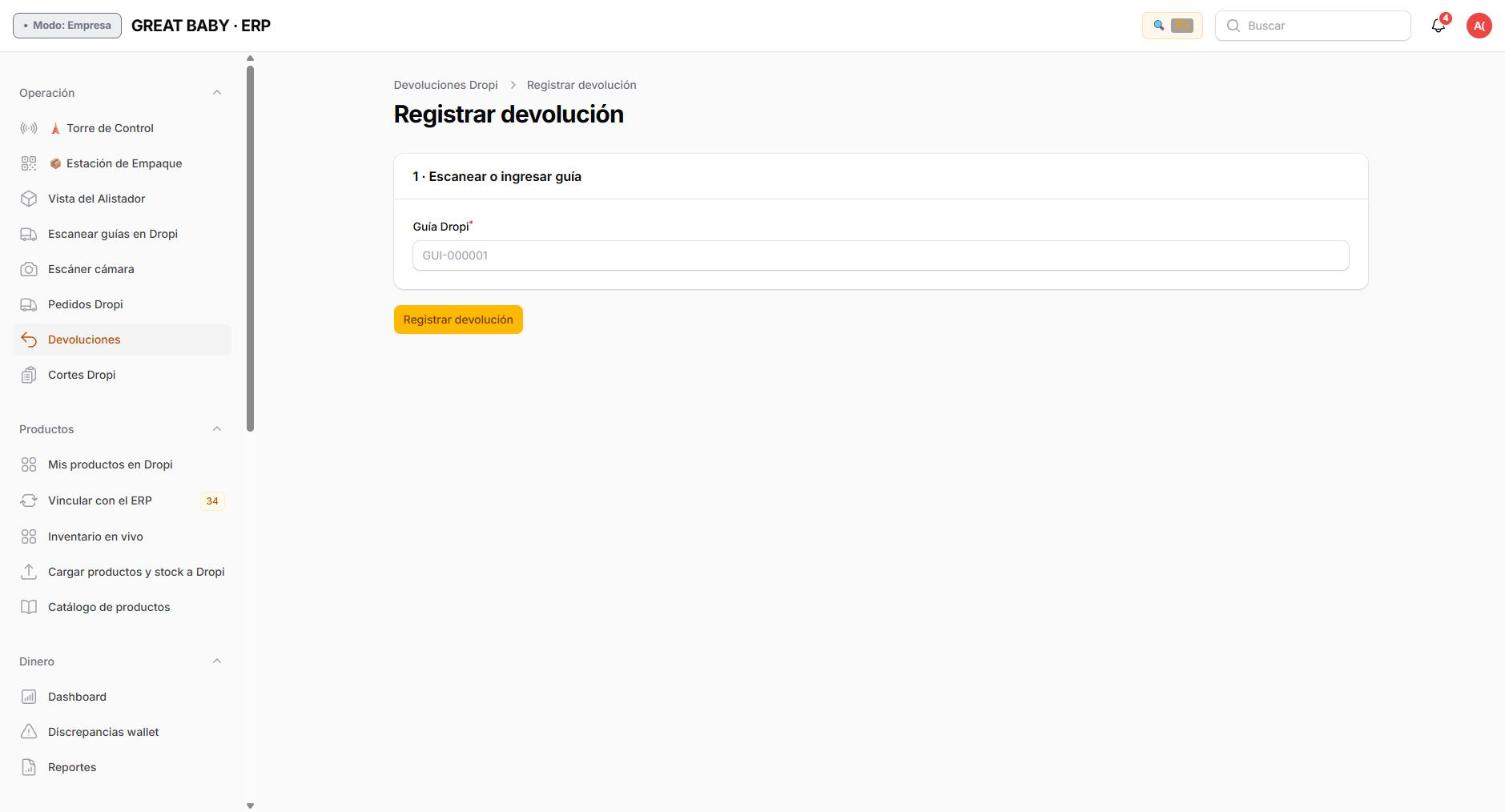 • Modo: Empresa
GREAT BABY · ERP
Buscar
4
A(
Operación
Torre de Control
Estación de Empaque
Vista del Alistador
Escanear guías en Dropi
Escáner cámara
Pedidos Dropi
Devoluciones
Cortes Dropi
Productos
Mis productos en Dropi
Vincular con el ERP
34
Inventario en vivo
Cargar productos y stock a Dropi
Catálogo de productos
Dinero
Dashboard
Discrepancias wallet
Reportes
Devoluciones Dropi > Registrar devolución
Registrar devolución
1 · Escanear o ingresar guía
Guía Dropi*
GUI-000001
Registrar devolución